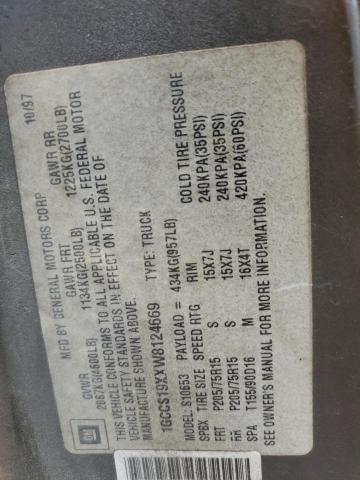 GM
MFD BY GENERAL MOTORS CORP 10/97
GVWR GAWR FRT GAWR RR
2087KG(4600LB) 1134KG(2500LB) 1225KG(2700LB)
THIS VEHICLE CONFORMS TO ALL APPLICABLE U.S. FEDERAL MOTOR
VEHICLE SAFETY STANDARDS IN EFFECT ON THE DATE OF
MANUFACTURE SHOWN ABOVE.
1GCCS19XXW8124669 TYPE: TRUCK
MODEL: S10653 PAYLOAD = 434KG(957LB)
SPBX TIRE SIZE SPEED RTG RIM COLD TIRE PRESSURE
FRT P205/75R15 S 15X7J 240KPA(35PSI)
RR P205/75R15 S 15X7J 240KPA(35PSI)
SPA T155/90D16 M 16X4T 420KPA(60PSI)
SEE OWNER'S MANUAL FOR MORE INFORMATION.